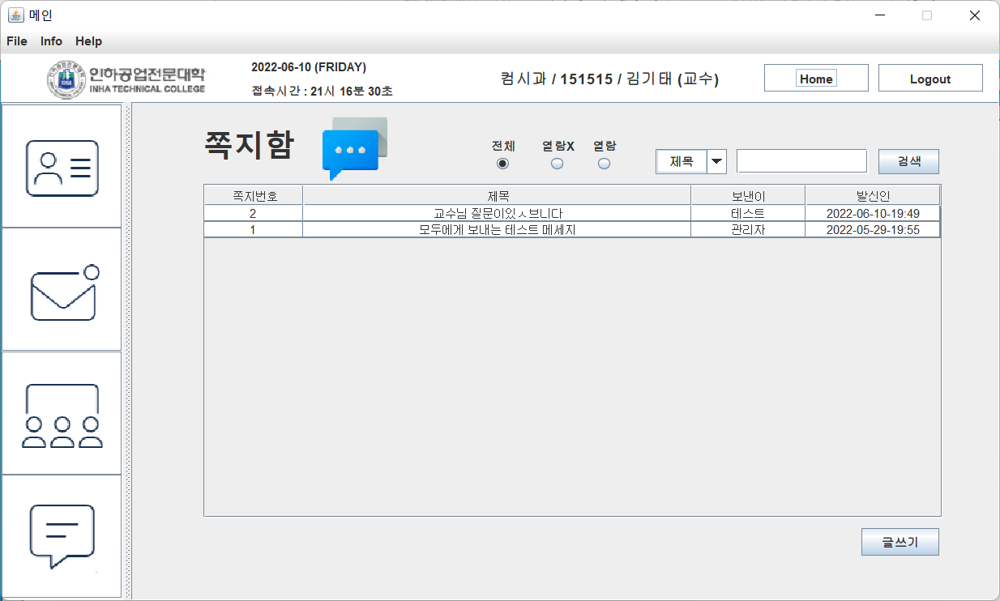 메인
File Info Help
인하공업전문대학
INHA TECHNICAL COLLEGE
2022-06-10 (FRIDAY)
접속시간 : 21시 16분 30초
컴시과 / 151515 / 김기태 (교수)
Home
Logout
쪽지함
전체 열람X 열람
제목
검색
쪽지번호 제목 보낸이 발신인
2 교수님 질문이있ㅅ브니다 테스트 2022-06-10-19:49
1 모두에게 보내는 테스트 메세지 관리자 2022-05-29-19:55
글쓰기